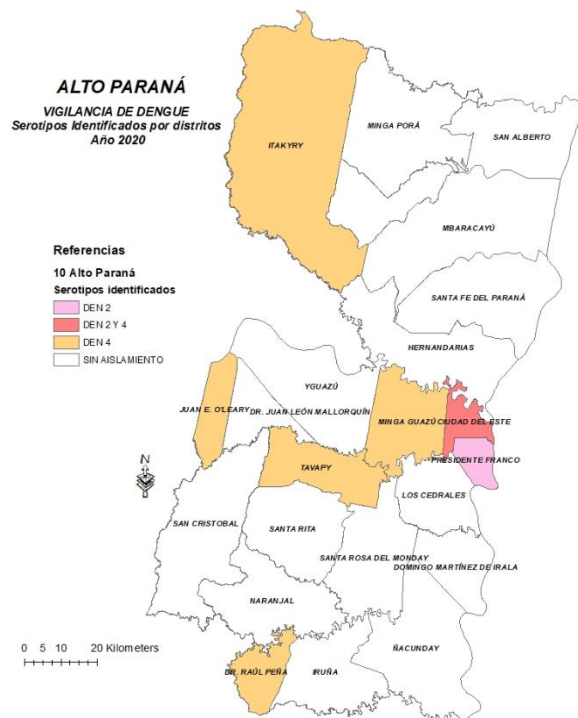 ALTO PARANÁ
VIGILANCIA DE DENGUE
Serotipos Identificados por distritos
Año 2020
ITAKYRY
MINGA PORÁ
SAN ALBERTO
MBARACAYÚ
SANTA FE DEL PARANÁ
HERNANDARIAS
Referencias
10 Alto Paraná
Serotipos identificados
DEN 2
DEN 2 Y 4
DEN 4
SIN AISLAMIENTO
YGUAZÚ
JUAN E. O'LEARY
DR. JUAN LEÓN MALLORQUÍN
MINGA GUAZÚ
CIUDAD DEL ESTE
PRESIDENTE FRANCO
TAVAPY
LOS CEDRALES
N
SAN CRISTOBAL
SANTA RITA
SANTA ROSA DEL MONDAY
DOMINGO MARTÍNEZ DE IRALA
NARANJAL
ÑACUNDAY
DR. RAÚL PEÑA
IRUÑA
0 5 10 20 Kilometers